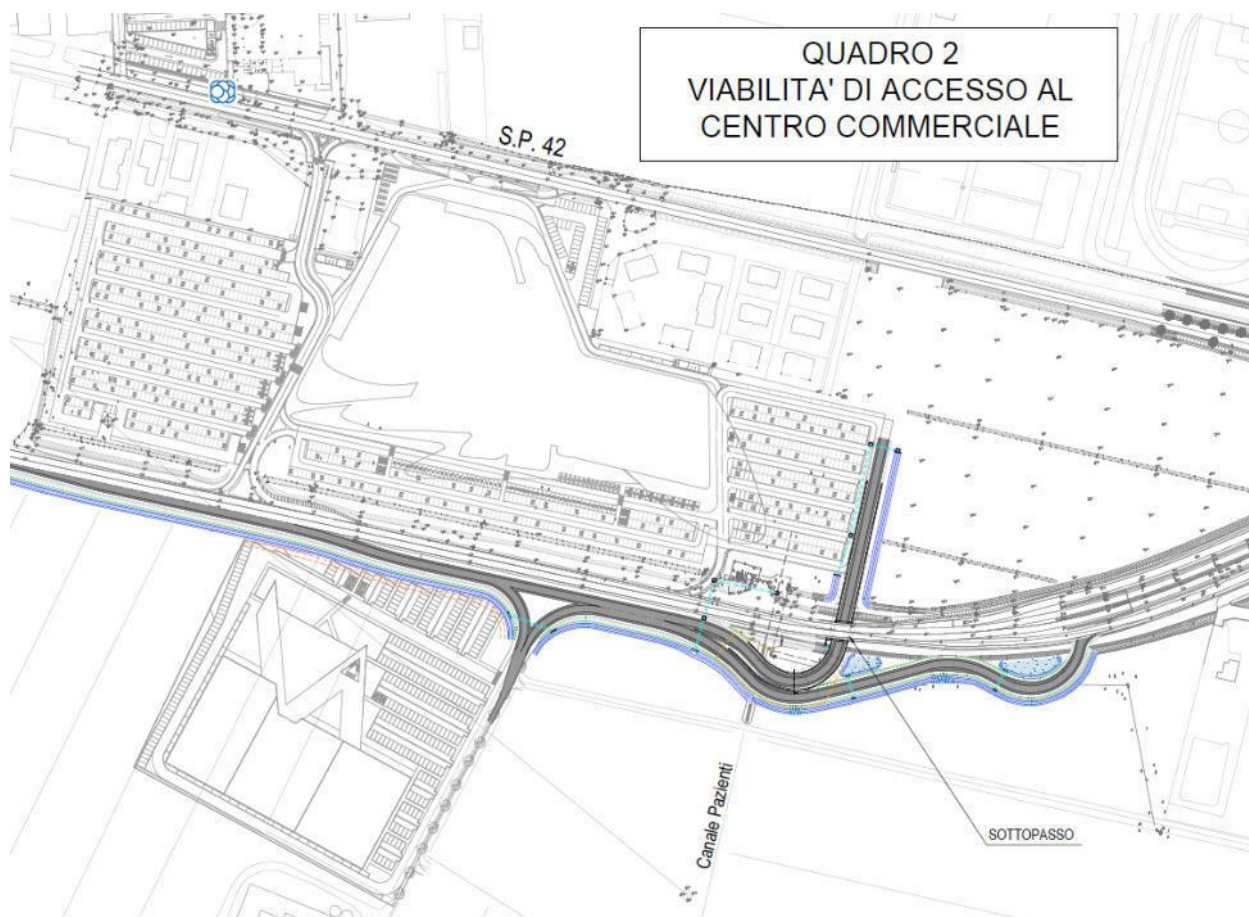 QUADRO 2
VIABILITA' DI ACCESSO AL
CENTRO COMMERCIALE
S.P. 42
Canale Pazienti
SOTTOPASSO